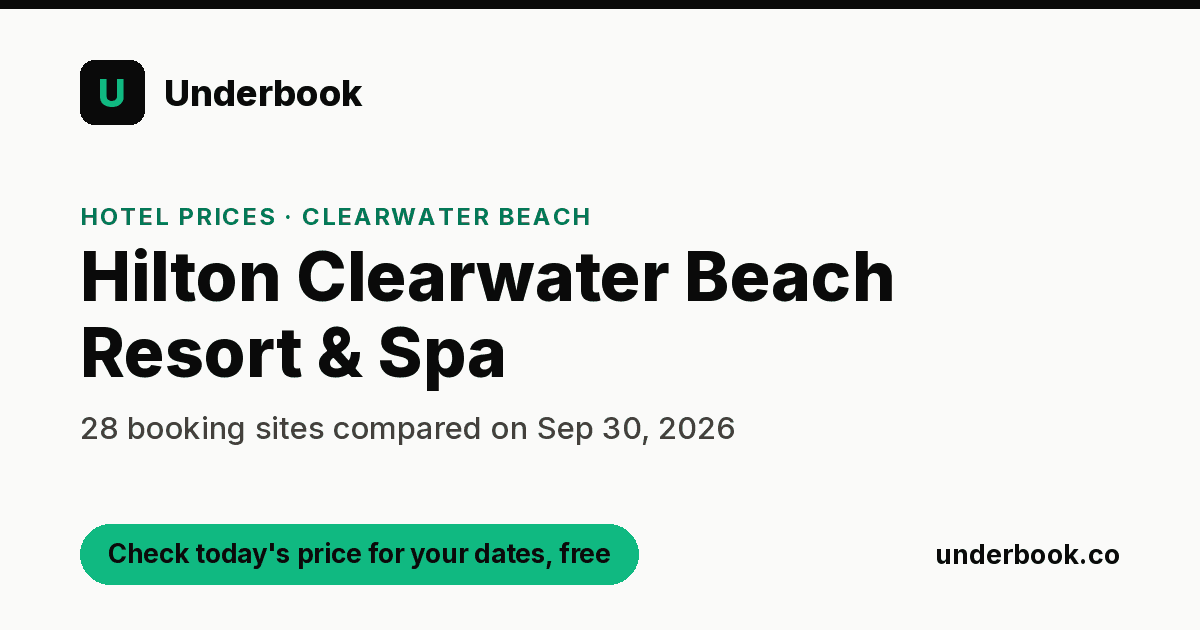 U Underbook
HOTEL PRICES · CLEARWATER BEACH
Hilton Clearwater Beach
Resort & Spa
28 booking sites compared on Sep 30, 2026
Check today's price for your dates, free
underbook.co